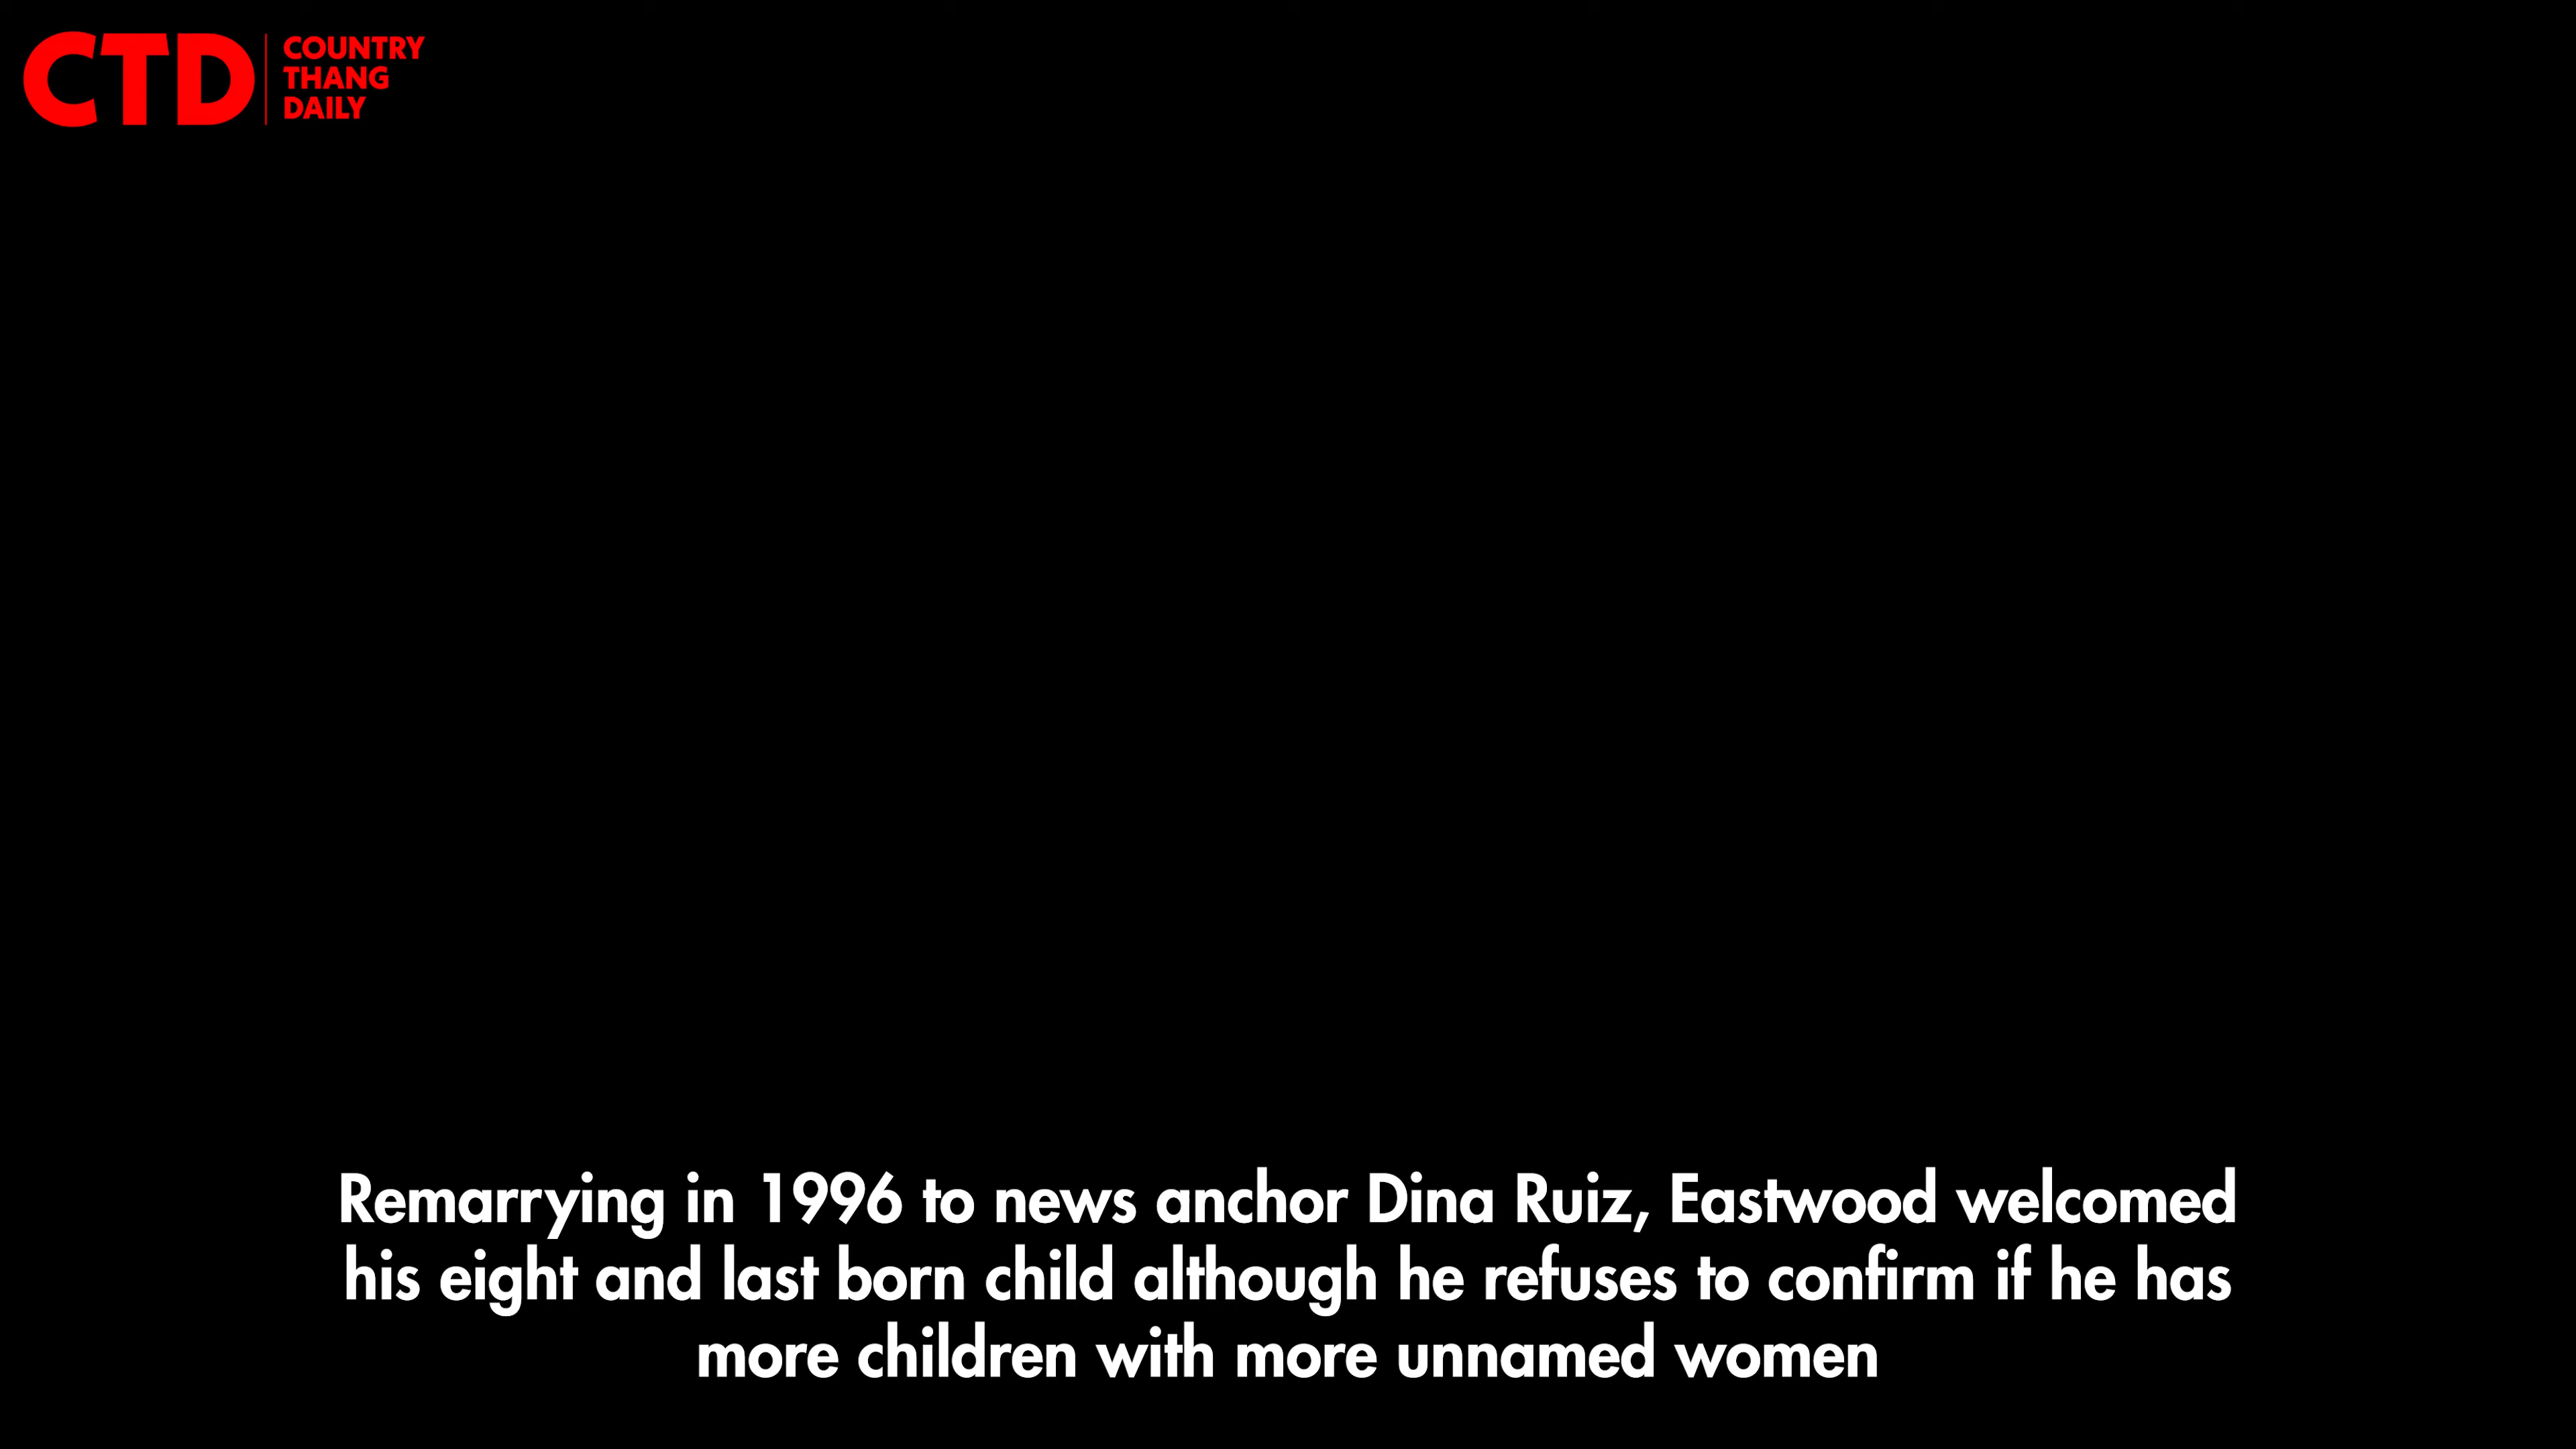 CTD
COUNTRY
THANG
DAILY
Remarrying in 1996 to news anchor Dina Ruiz, Eastwood welcomed
his eight and last born child although he refuses to confirm if he has
more children with more unnamed women